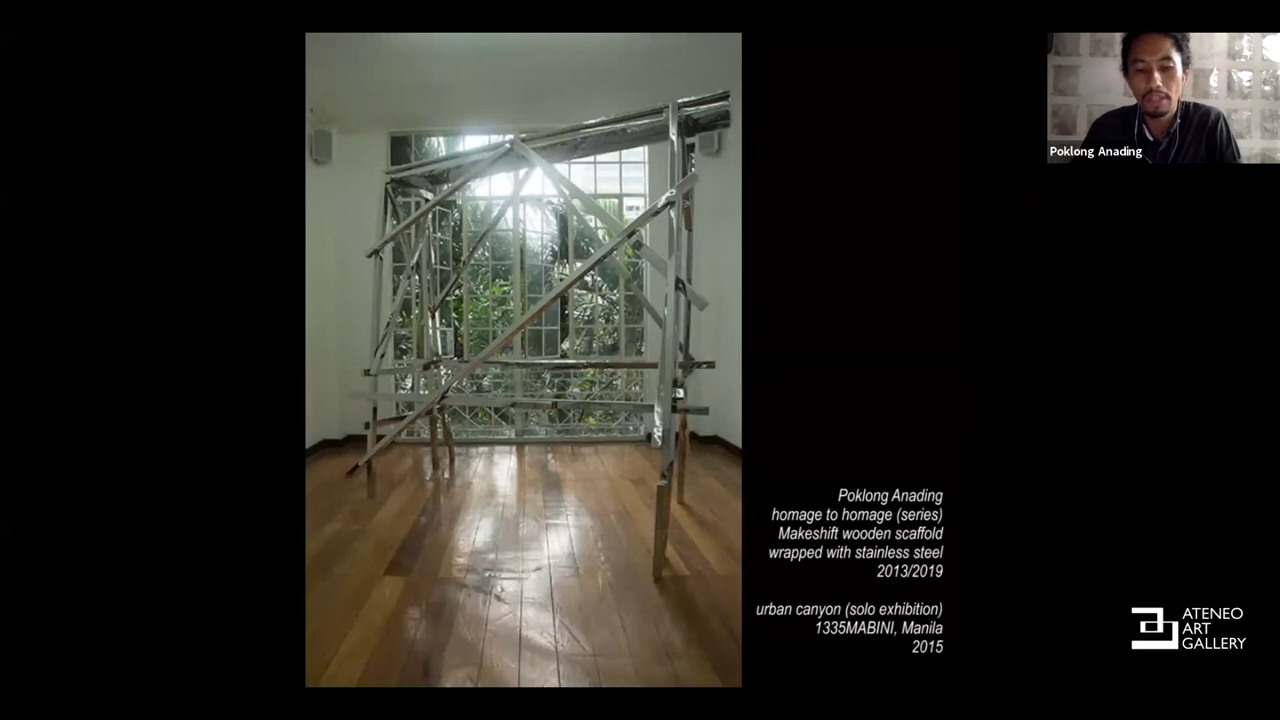 Poklong Anading
Poklong Anading
homage to homage (series)
Makeshift wooden scaffold
wrapped with stainless steel
2013/2019
urban canyon (solo exhibition)
1335MABINI, Manila
2015
ATENEO
ART
GALLERY